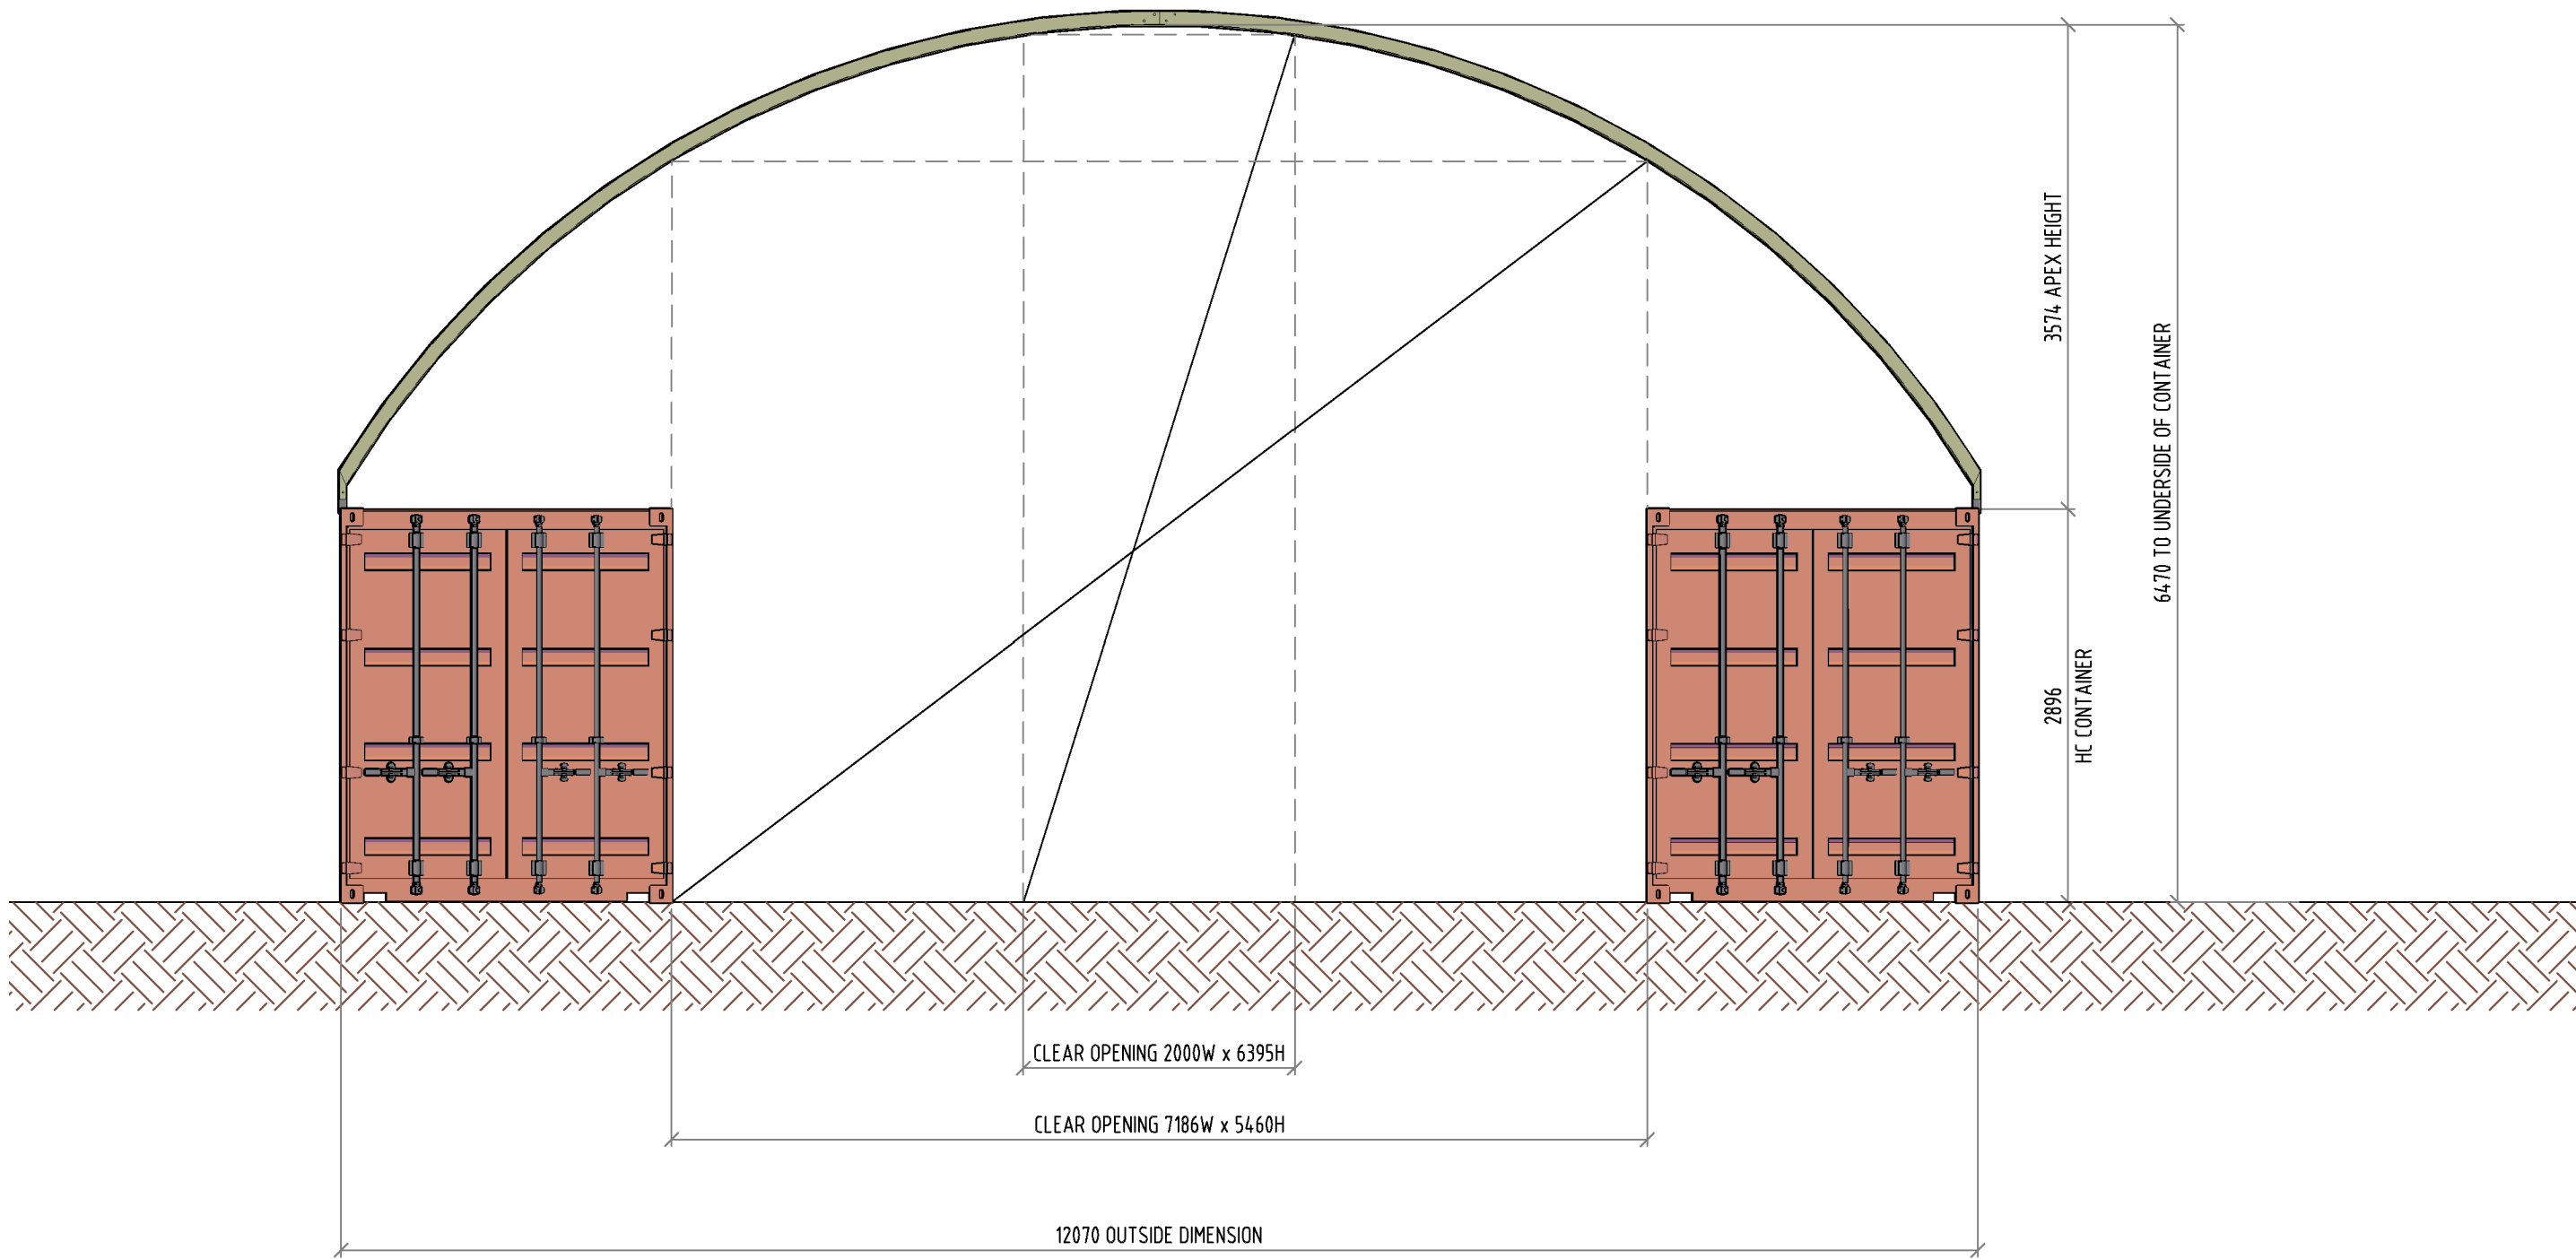 3574 APEX HEIGHT
6470 TO UNDERSIDE OF CONTAINER
2896
HC CONTAINER
CLEAR OPENING 2000W x 6395H
CLEAR OPENING 7186W x 5460H
12070 OUTSIDE DIMENSION